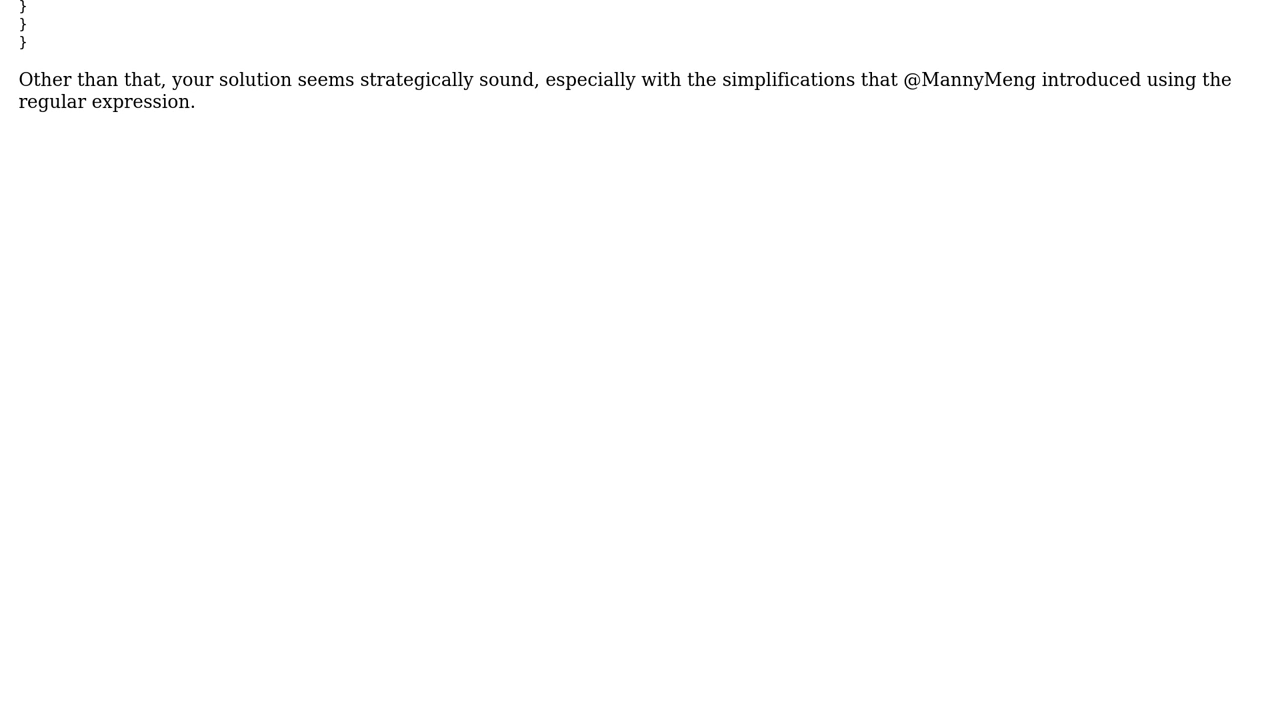 }
}
}
Other than that, your solution seems strategically sound, especially with the simplifications that @MannyMeng introduced using the
regular expression.